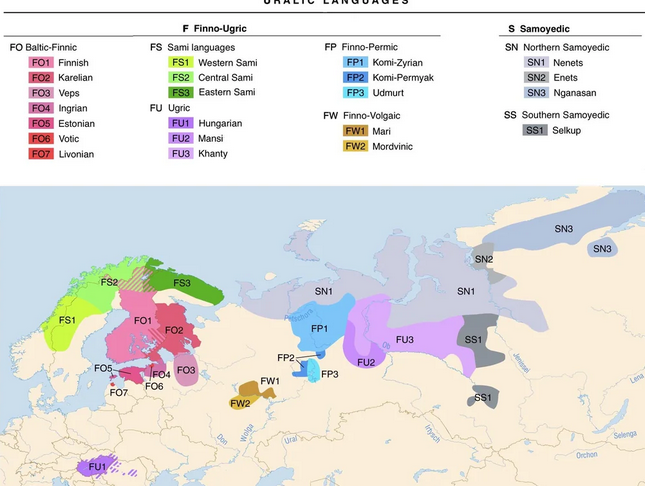 URALIC LANGUAGES
F Finno-Ugric
S Samoyedic
FO Baltic-Finnic
FO1 Finnish
FO2 Karelian
FO3 Veps
FO4 Ingrian
FO5 Estonian
FO6 Votic
FO7 Livonian
FS Sami languages
FS1 Western Sami
FS2 Central Sami
FS3 Eastern Sami
FU Ugric
FU1 Hungarian
FU2 Mansi
FU3 Khanty
FP Finno-Permic
FP1 Komi-Zyrian
FP2 Komi-Permyak
FP3 Udmurt
FW Finno-Volgaic
FW1 Mari
FW2 Mordvinic
SN Northern Samoyedic
SN1 Nenets
SN2 Enets
SN3 Nganasan
SS Southern Samoyedic
SS1 Selkup
SN3
SN3
SN2
FS2
FS3
SN1
SN1
FS1
FO1
FO2
Petchura
FP1
FU3
SS1
Ob
FP2
FU2
Jenissei
FO5
FO4
FO3
FP3
FO6
FO7
FW1
FW2
SS1
Lena
Don
Wolga
Ural
Irtysch
Selenga
Orchon
FU1